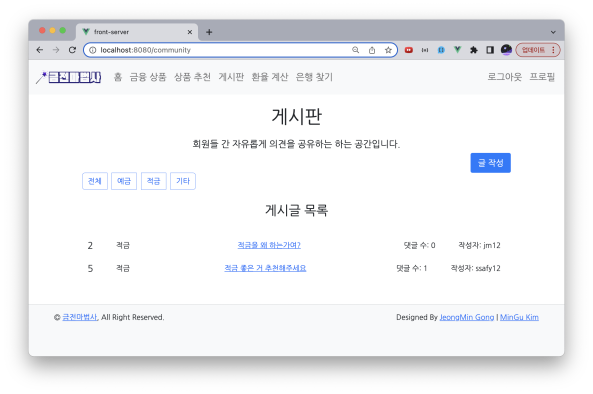 front-server
localhost:8080/community
업데이트
홈 금융 상품 상품 추천 게시판 환율 계산 은행 찾기 로그아웃 프로필
게시판
회원들 간 자유롭게 의견을 공유하는 하는 공간입니다.
글 작성
전체 예금 적금 기타
게시글 목록
2 적금 적금을 왜 하는가여? 댓글 수: 0 작성자: jm12
5 적금 적금 좋은 거 추천해주세요 댓글 수: 1 작성자: ssafy12
© 금전마법사, All Right Reserved. Designed By JeongMin Gong | MinGu Kim